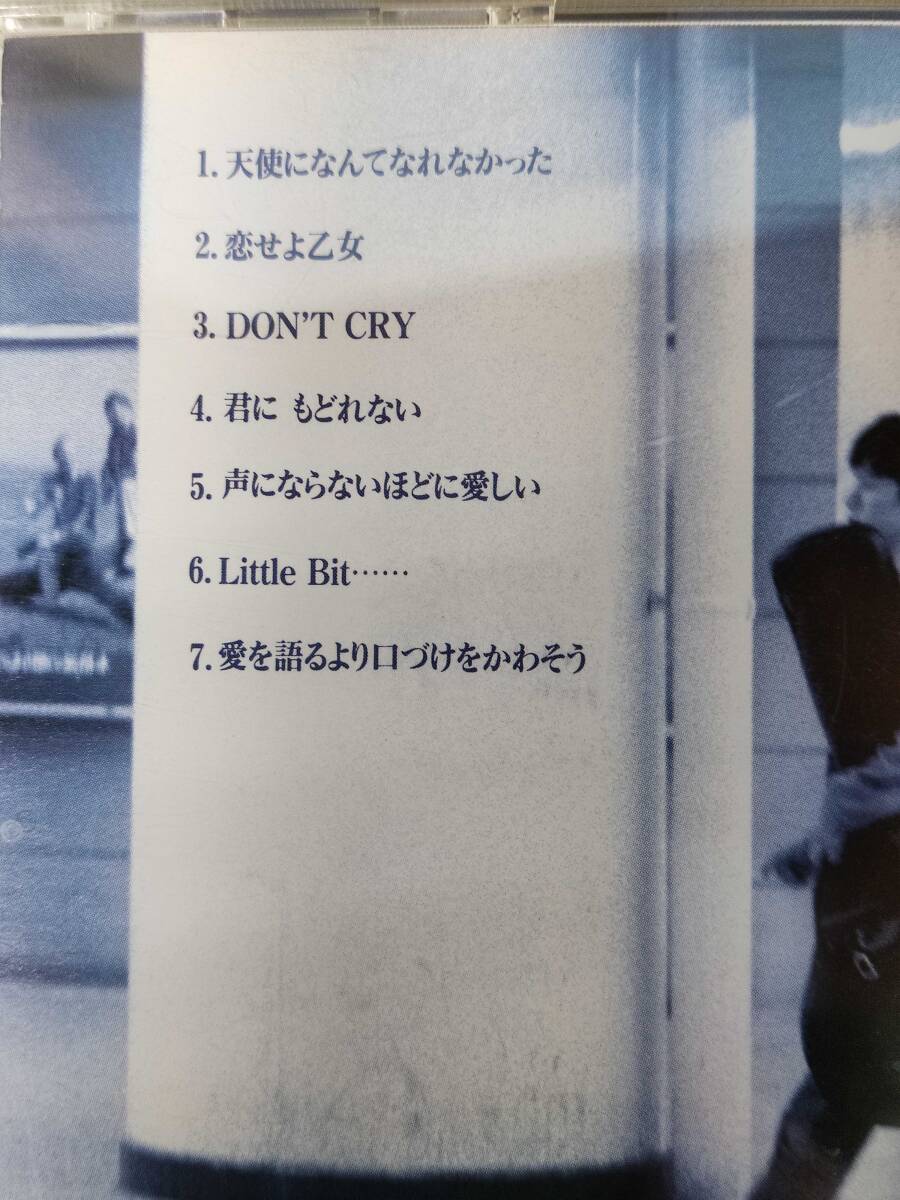 1. 天使になんてなれなかった
2. 恋せよ乙女
3. DON'T CRY
4. 君に もどれない
5. 声にならないほどに愛しい
6. Little Bit……
7. 愛を語るより口づけをかわそう